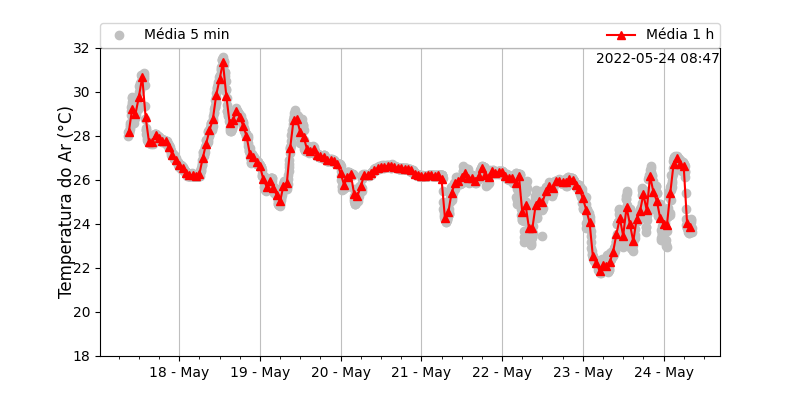 Média 5 min
Média 1 h
2022-05-24 08:47
Temperatura do Ar (°C)
32
30
28
26
24
22
20
18
18 - May
19 - May
20 - May
21 - May
22 - May
23 - May
24 - May